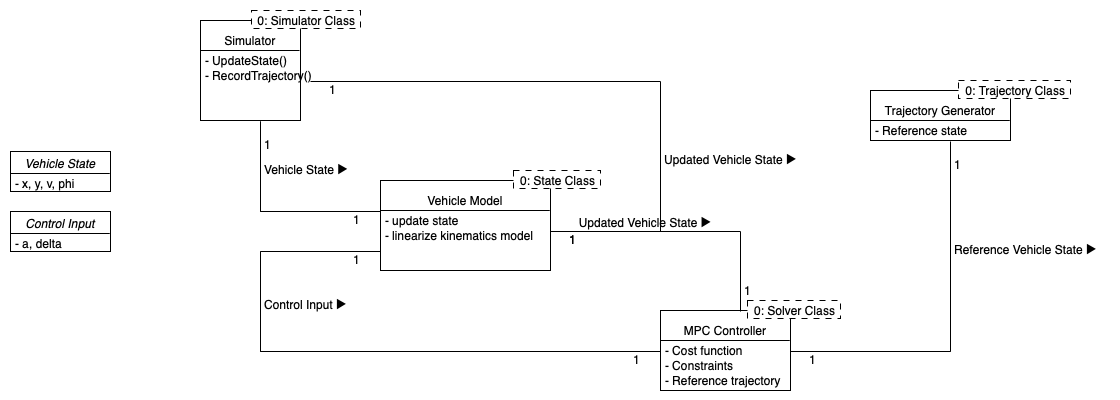 0: Simulator Class
Simulator
- UpdateState()
- RecordTrajectory()
1
1
Vehicle State ▶
Vehicle State
- x, y, v, phi
Control Input
- a, delta
0: State Class
Vehicle Model
- update state
- linearize kinematics model
1
1
Control Input ▶
Updated Vehicle State ▶
Updated Vehicle State ▶
1
1
0: Solver Class
MPC Controller
- Cost function
- Constraints
- Reference trajectory
1
1
0: Trajectory Class
Trajectory Generator
- Reference state
1
Reference Vehicle State ▶